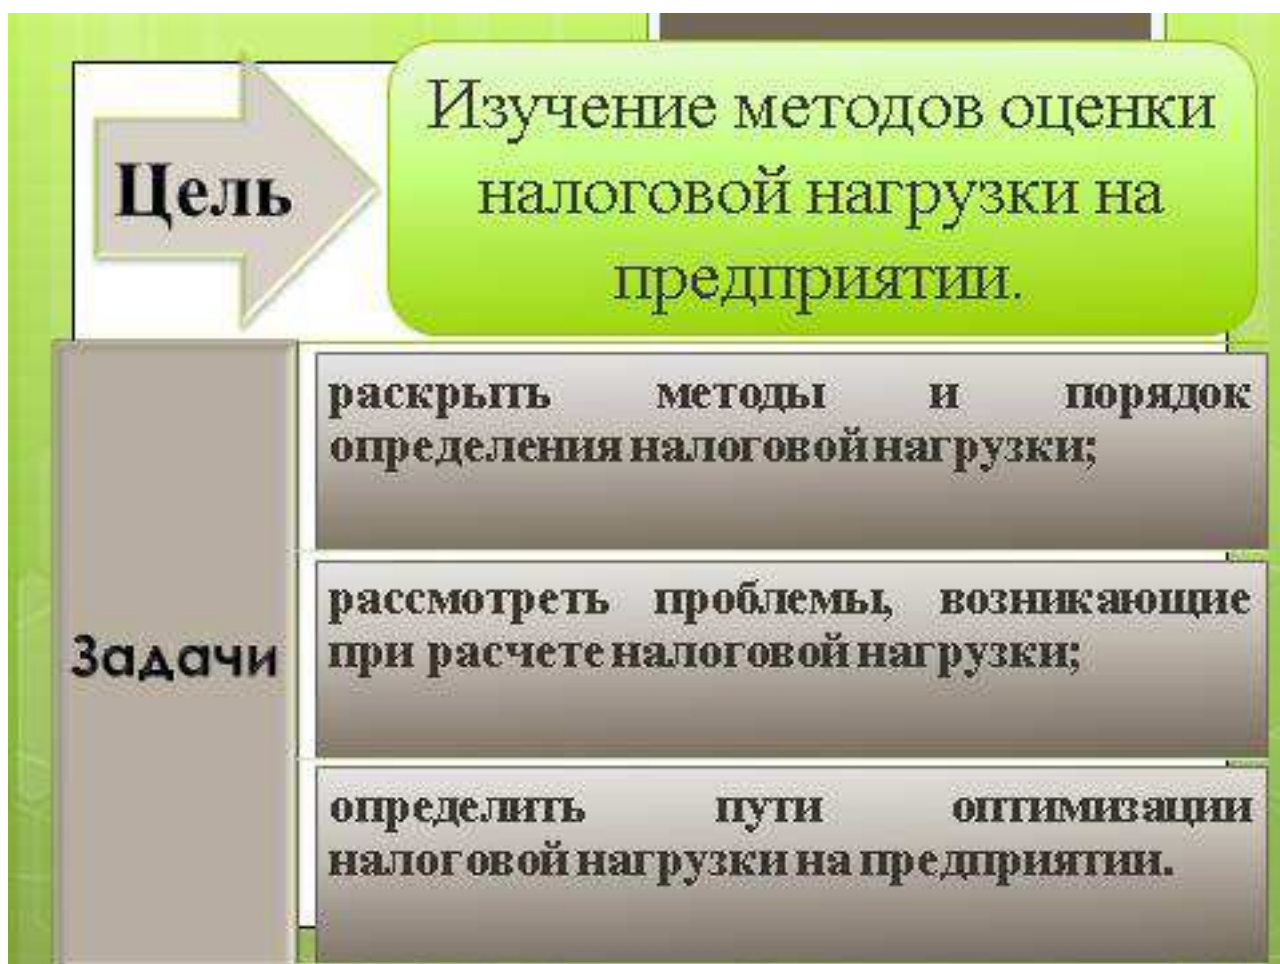 Цель
Изучение методов оценки
налоговой нагрузки на
предприятии.
Задачи
раскрыть методы и порядок
определения налоговой нагрузки;
рассмотреть проблемы, возникающие
при расчете налоговой нагрузки;
определить пути оптимизации
налоговой нагрузки на предприятии.